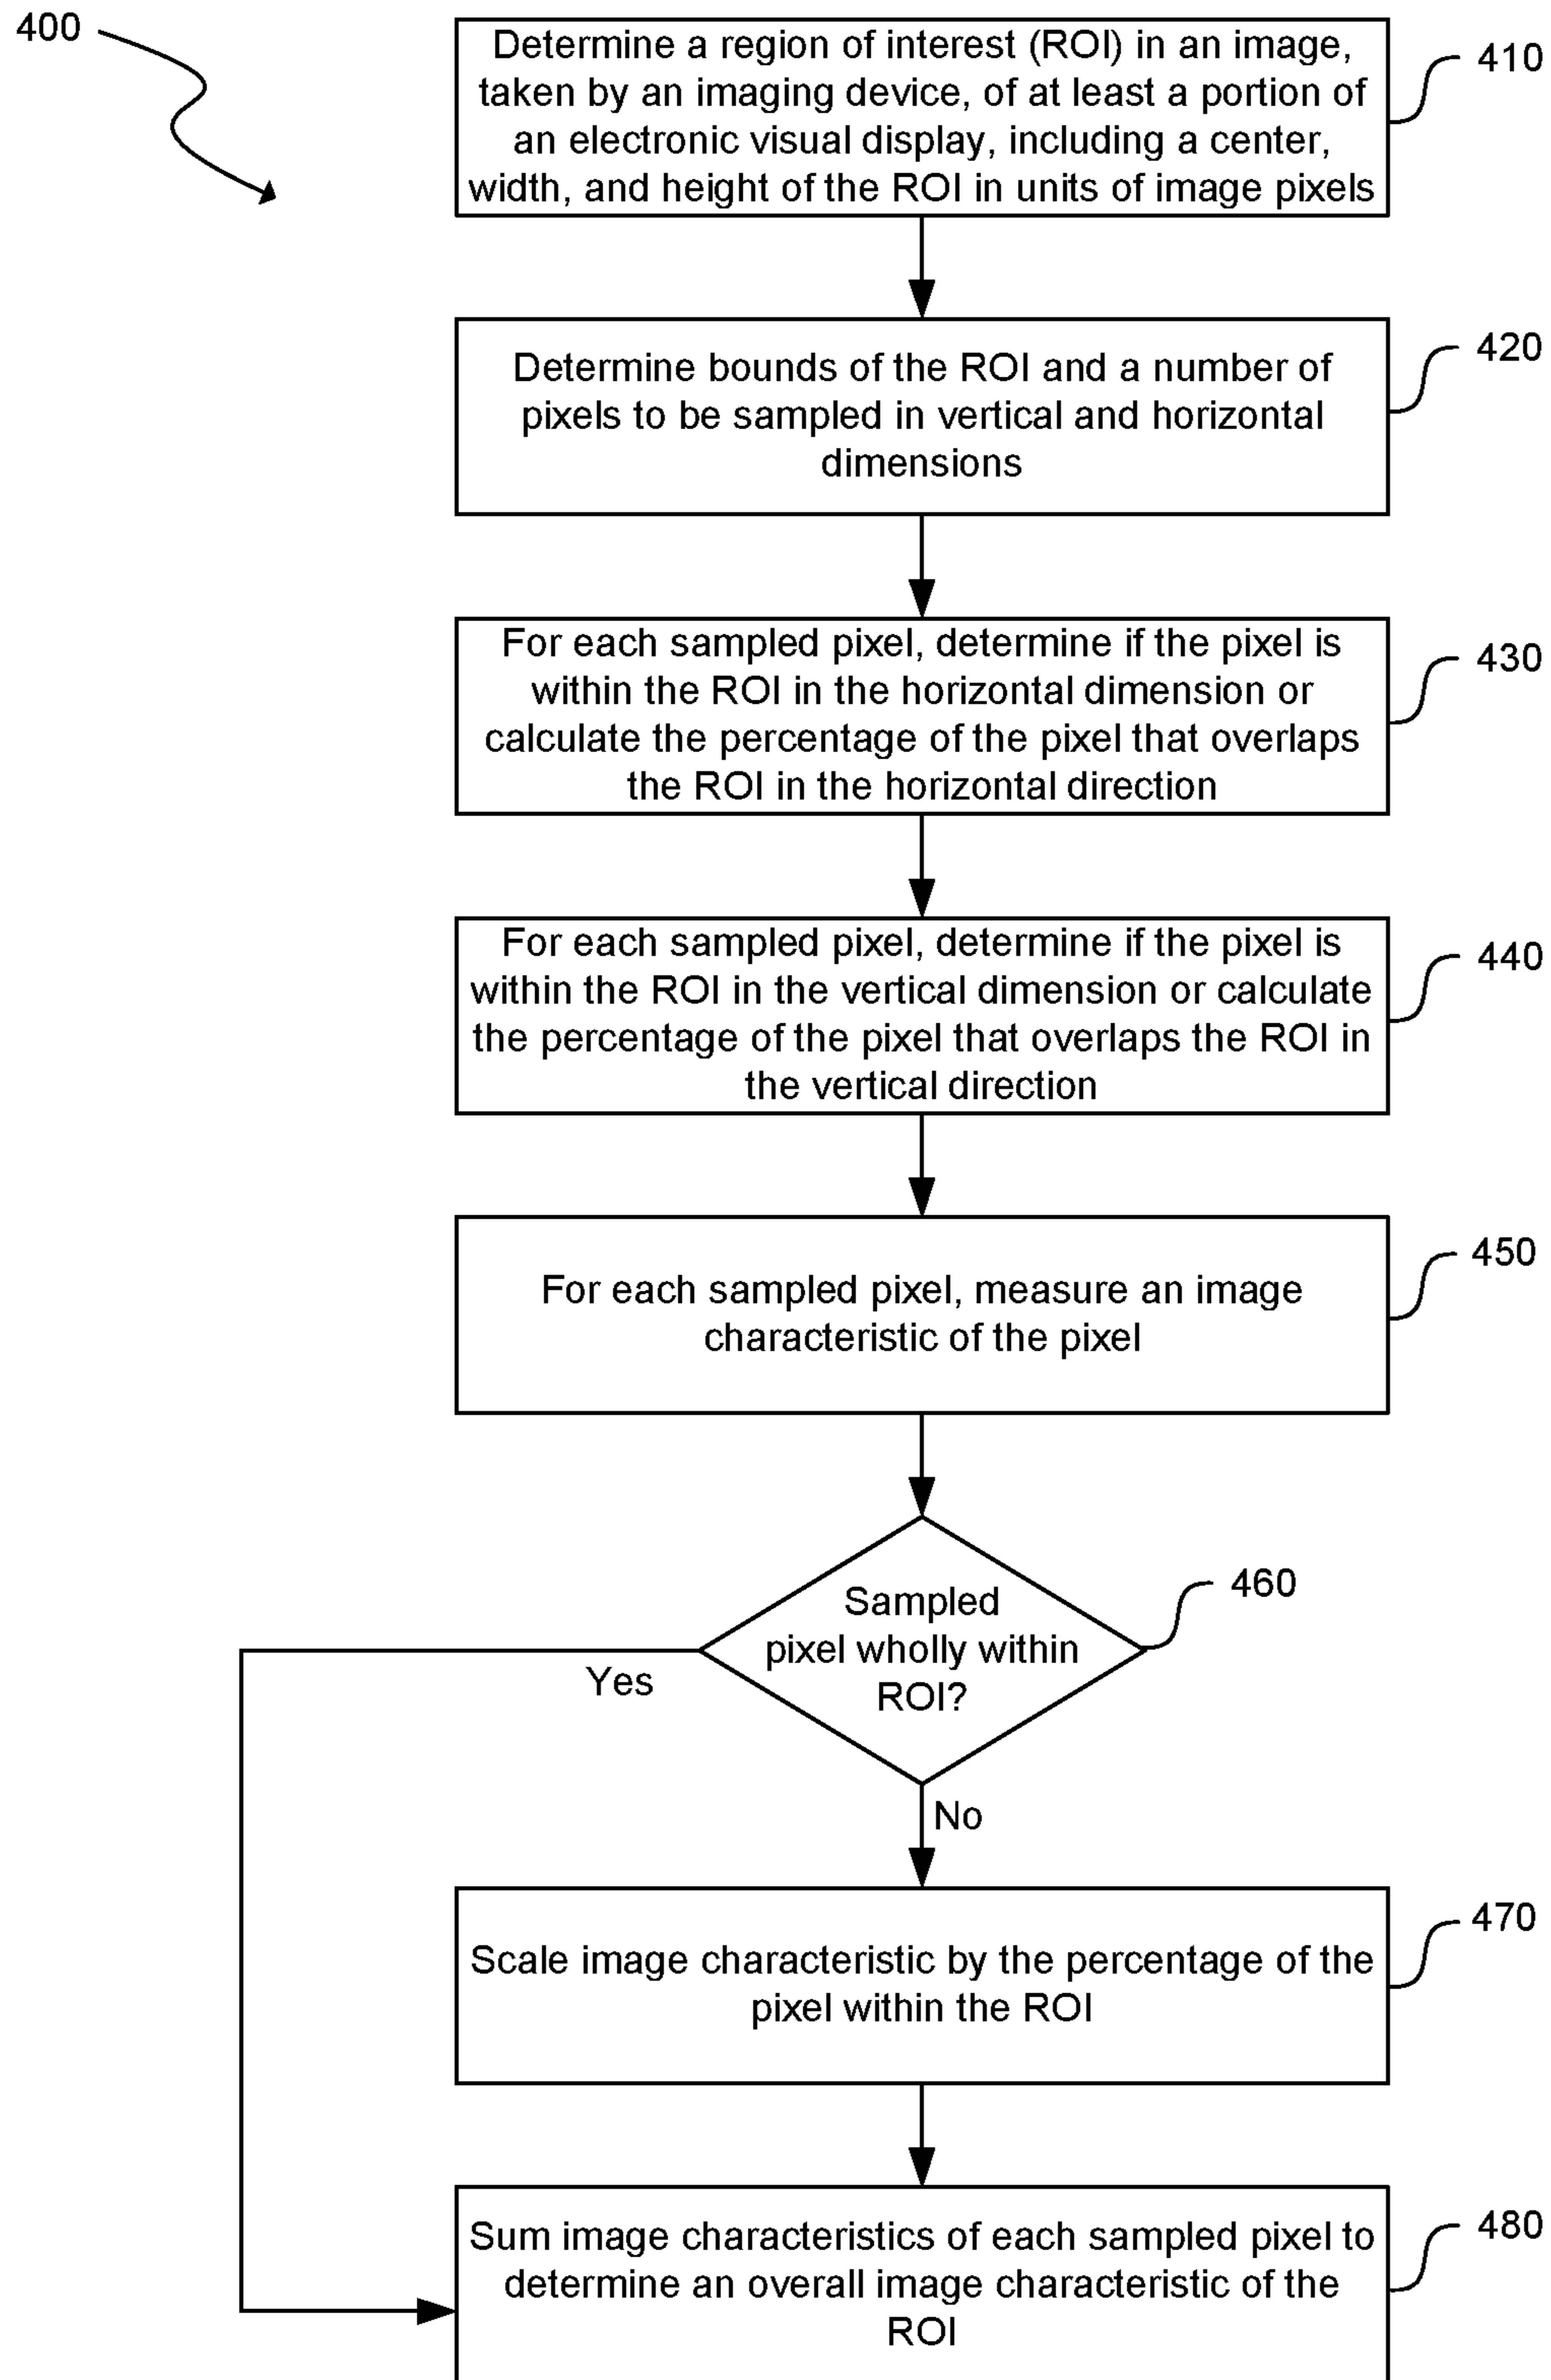 400
Determine a region of interest (ROI) in an image,
taken by an imaging device, of at least a portion of
an electronic visual display, including a center,
width, and height of the ROI in units of image pixels
410
Determine bounds of the ROI and a number of
pixels to be sampled in vertical and horizontal
dimensions
420
For each sampled pixel, determine if the pixel is
within the ROI in the horizontal dimension or
calculate the percentage of the pixel that overlaps
the ROI in the horizontal direction
430
For each sampled pixel, determine if the pixel is
within the ROI in the vertical dimension or calculate
the percentage of the pixel that overlaps the ROI in
the vertical direction
440
For each sampled pixel, measure an image
characteristic of the pixel
450
Sampled
pixel wholly within
ROI?
460
Yes
No
Scale image characteristic by the percentage of the
pixel within the ROI
470
Sum image characteristics of each sampled pixel to
determine an overall image characteristic of the
ROI
480